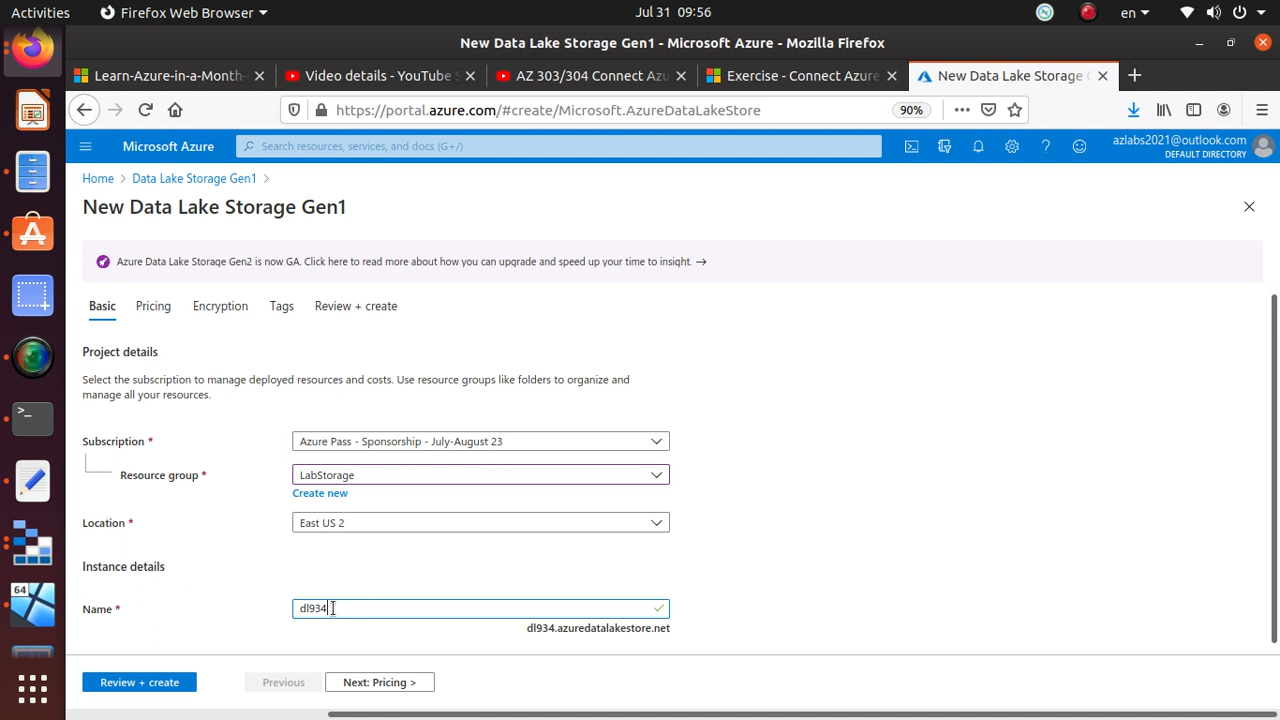 Activities Firefox Web Browser Jul 31 09:56 en
New Data Lake Storage Gen1 - Microsoft Azure - Mozilla Firefox
Learn-Azure-in-a-Month- Video details - YouTube S AZ 303/304 Connect Azu Exercise - Connect Azure New Data Lake Storage
https://portal.azure.com/#create/Microsoft.AzureDataLakeStore 90%
Microsoft Azure Search resources, services, and docs (G+/) azlabs2021@outlook.com
DEFAULT DIRECTORY
Home > Data Lake Storage Gen1 >
New Data Lake Storage Gen1
Azure Data Lake Storage Gen2 is now GA. Click here to read more about how you can upgrade and speed up your time to insight. →
Basic Pricing Encryption Tags Review + create
Project details
Select the subscription to manage deployed resources and costs. Use resource groups like folders to organize and
manage all your resources.
Subscription * Azure Pass - Sponsorship - July-August 23
Resource group * LabStorage
Create new
Location * East US 2
Instance details
Name * dl934
dl934.azuredatalakestore.net
64
Review + create Previous Next: Pricing >